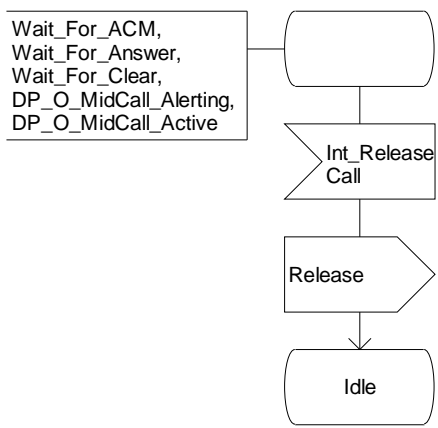 Wait_For_ACM,
Wait_For_Answer,
Wait_For_Clear,
DP_O_MidCall_Alerting,
DP_O_MidCall_Active
Int_Release
Call
Release
Idle